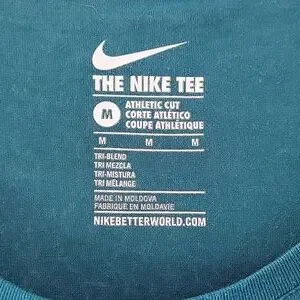 THE NIKE TEE
M
ATHLETIC CUT
CORTE ATLÉTICO
COUPE ATHLÉTIQUE
M M M
TRI-BLEND
TRI MEZCLA
TRI-MISTURA
TRI MÉLANGE
MADE IN MOLDOVA
FABRIQUE EN MOLDAVIE
NIKEBETTERWORLD.COM